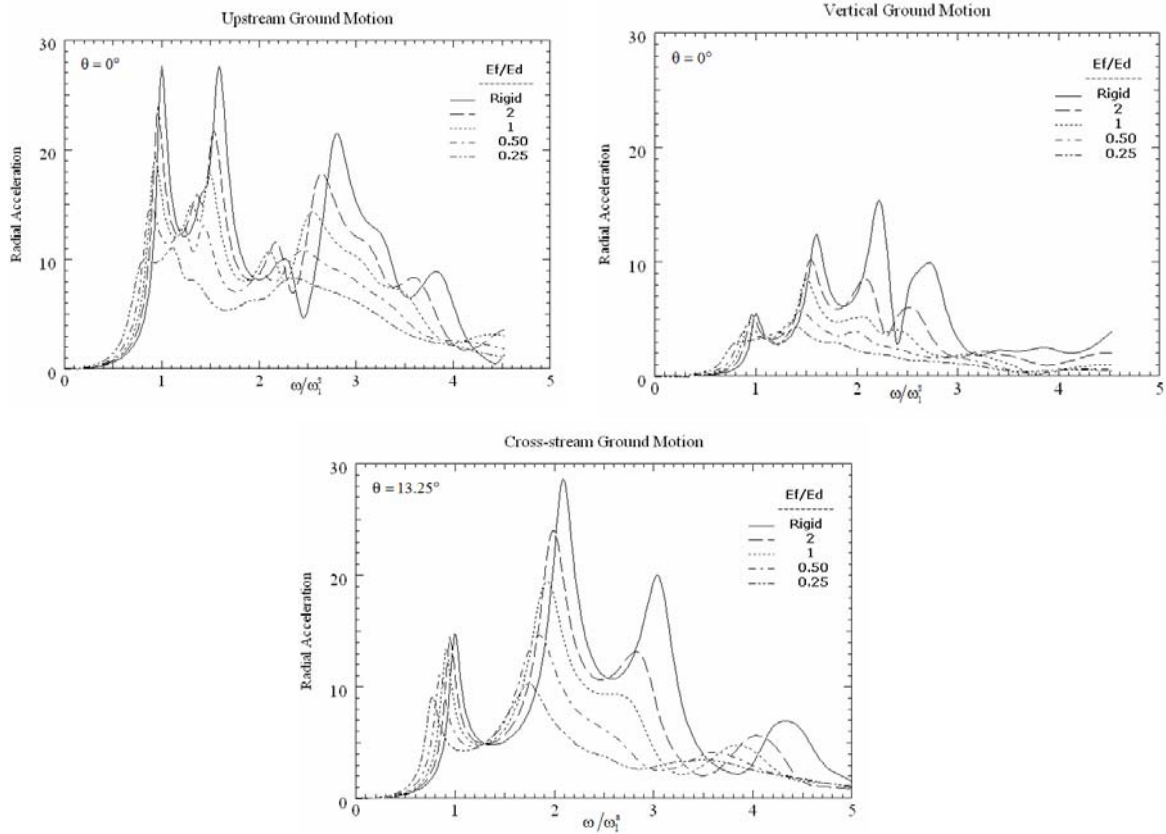 Upstream Ground Motion
θ = 0°
Ef/Ed
Rigid
2
1
0.50
0.25
Radial Acceleration
30
20
10
0
0 1 2 3 4 5
ω/ω₁ˢ
Vertical Ground Motion
θ = 0°
Ef/Ed
Rigid
2
1
0.50
0.25
Radial Acceleration
30
20
10
0
0 1 2 3 4 5
ω/ω₁ˢ
Cross-stream Ground Motion
θ = 13.25°
Ef/Ed
Rigid
2
1
0.50
0.25
Radial Acceleration
30
20
10
0
0 1 2 3 4 5
ω/ω₁ˢ